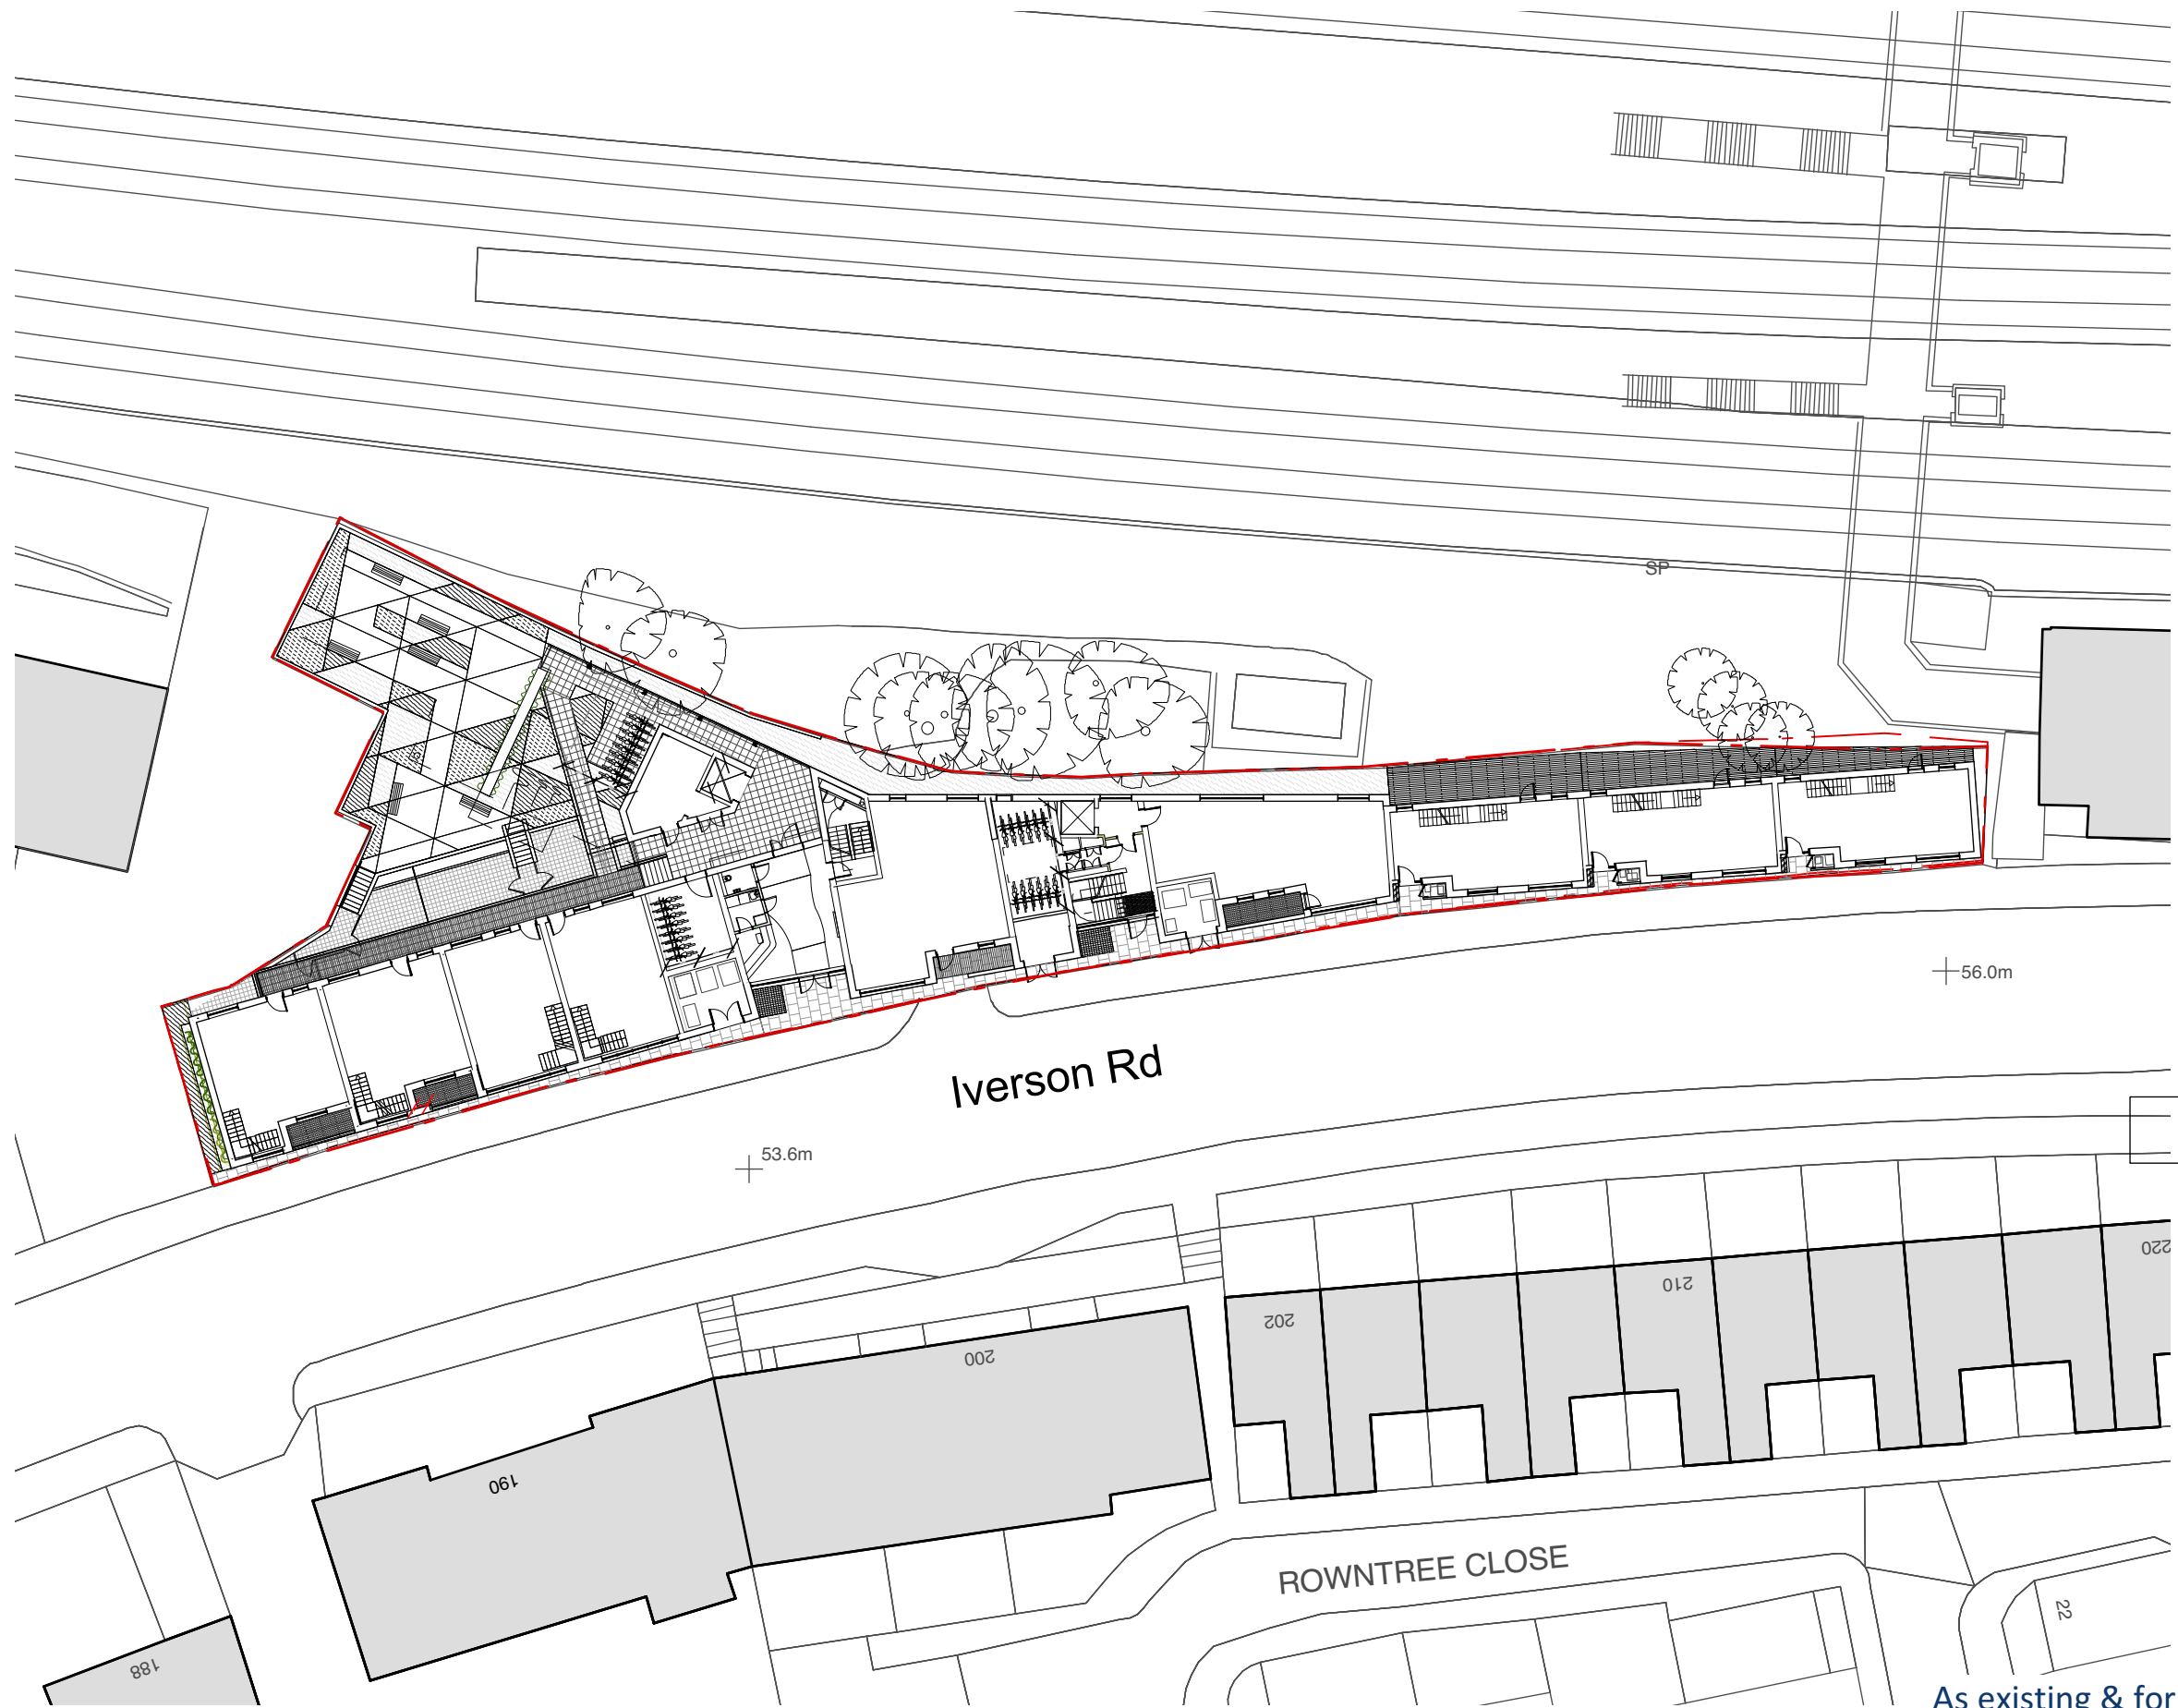 SP
56.0m
Iverson Rd
53.6m
220
210
202
200
190
ROWNTREE CLOSE
22
188
As existing & for